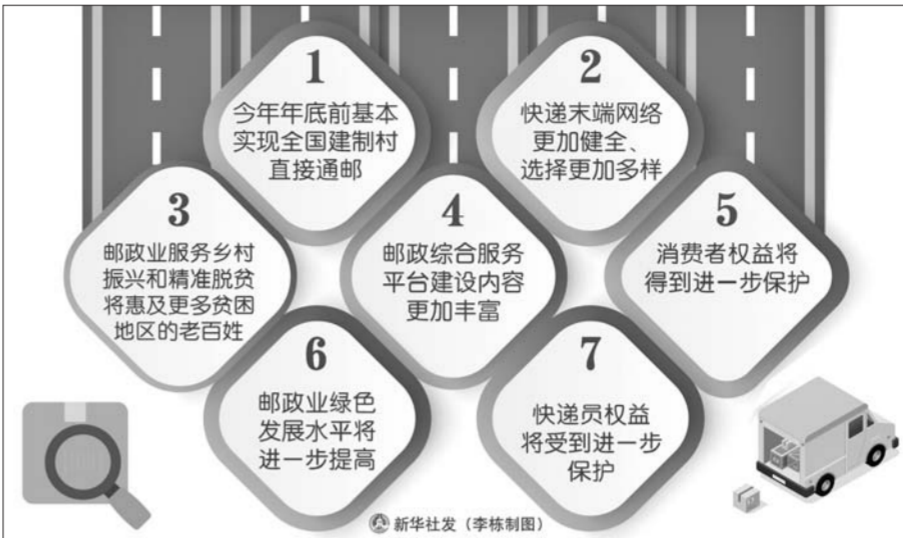 1
今年年底前基本
实现全国建制村
直接通邮
2
快递末端网络
更加健全、
选择更加多样
3
邮政业服务乡村
振兴和精准脱贫
将惠及更多贫困
地区的老百姓
4
邮政综合服务
平台建设内容
更加丰富
5
消费者权益将
得到进一步保护
6
邮政业绿色
发展水平将
进一步提高
7
快递员权益
将受到进一步
保护
新华社发（李栋制图）